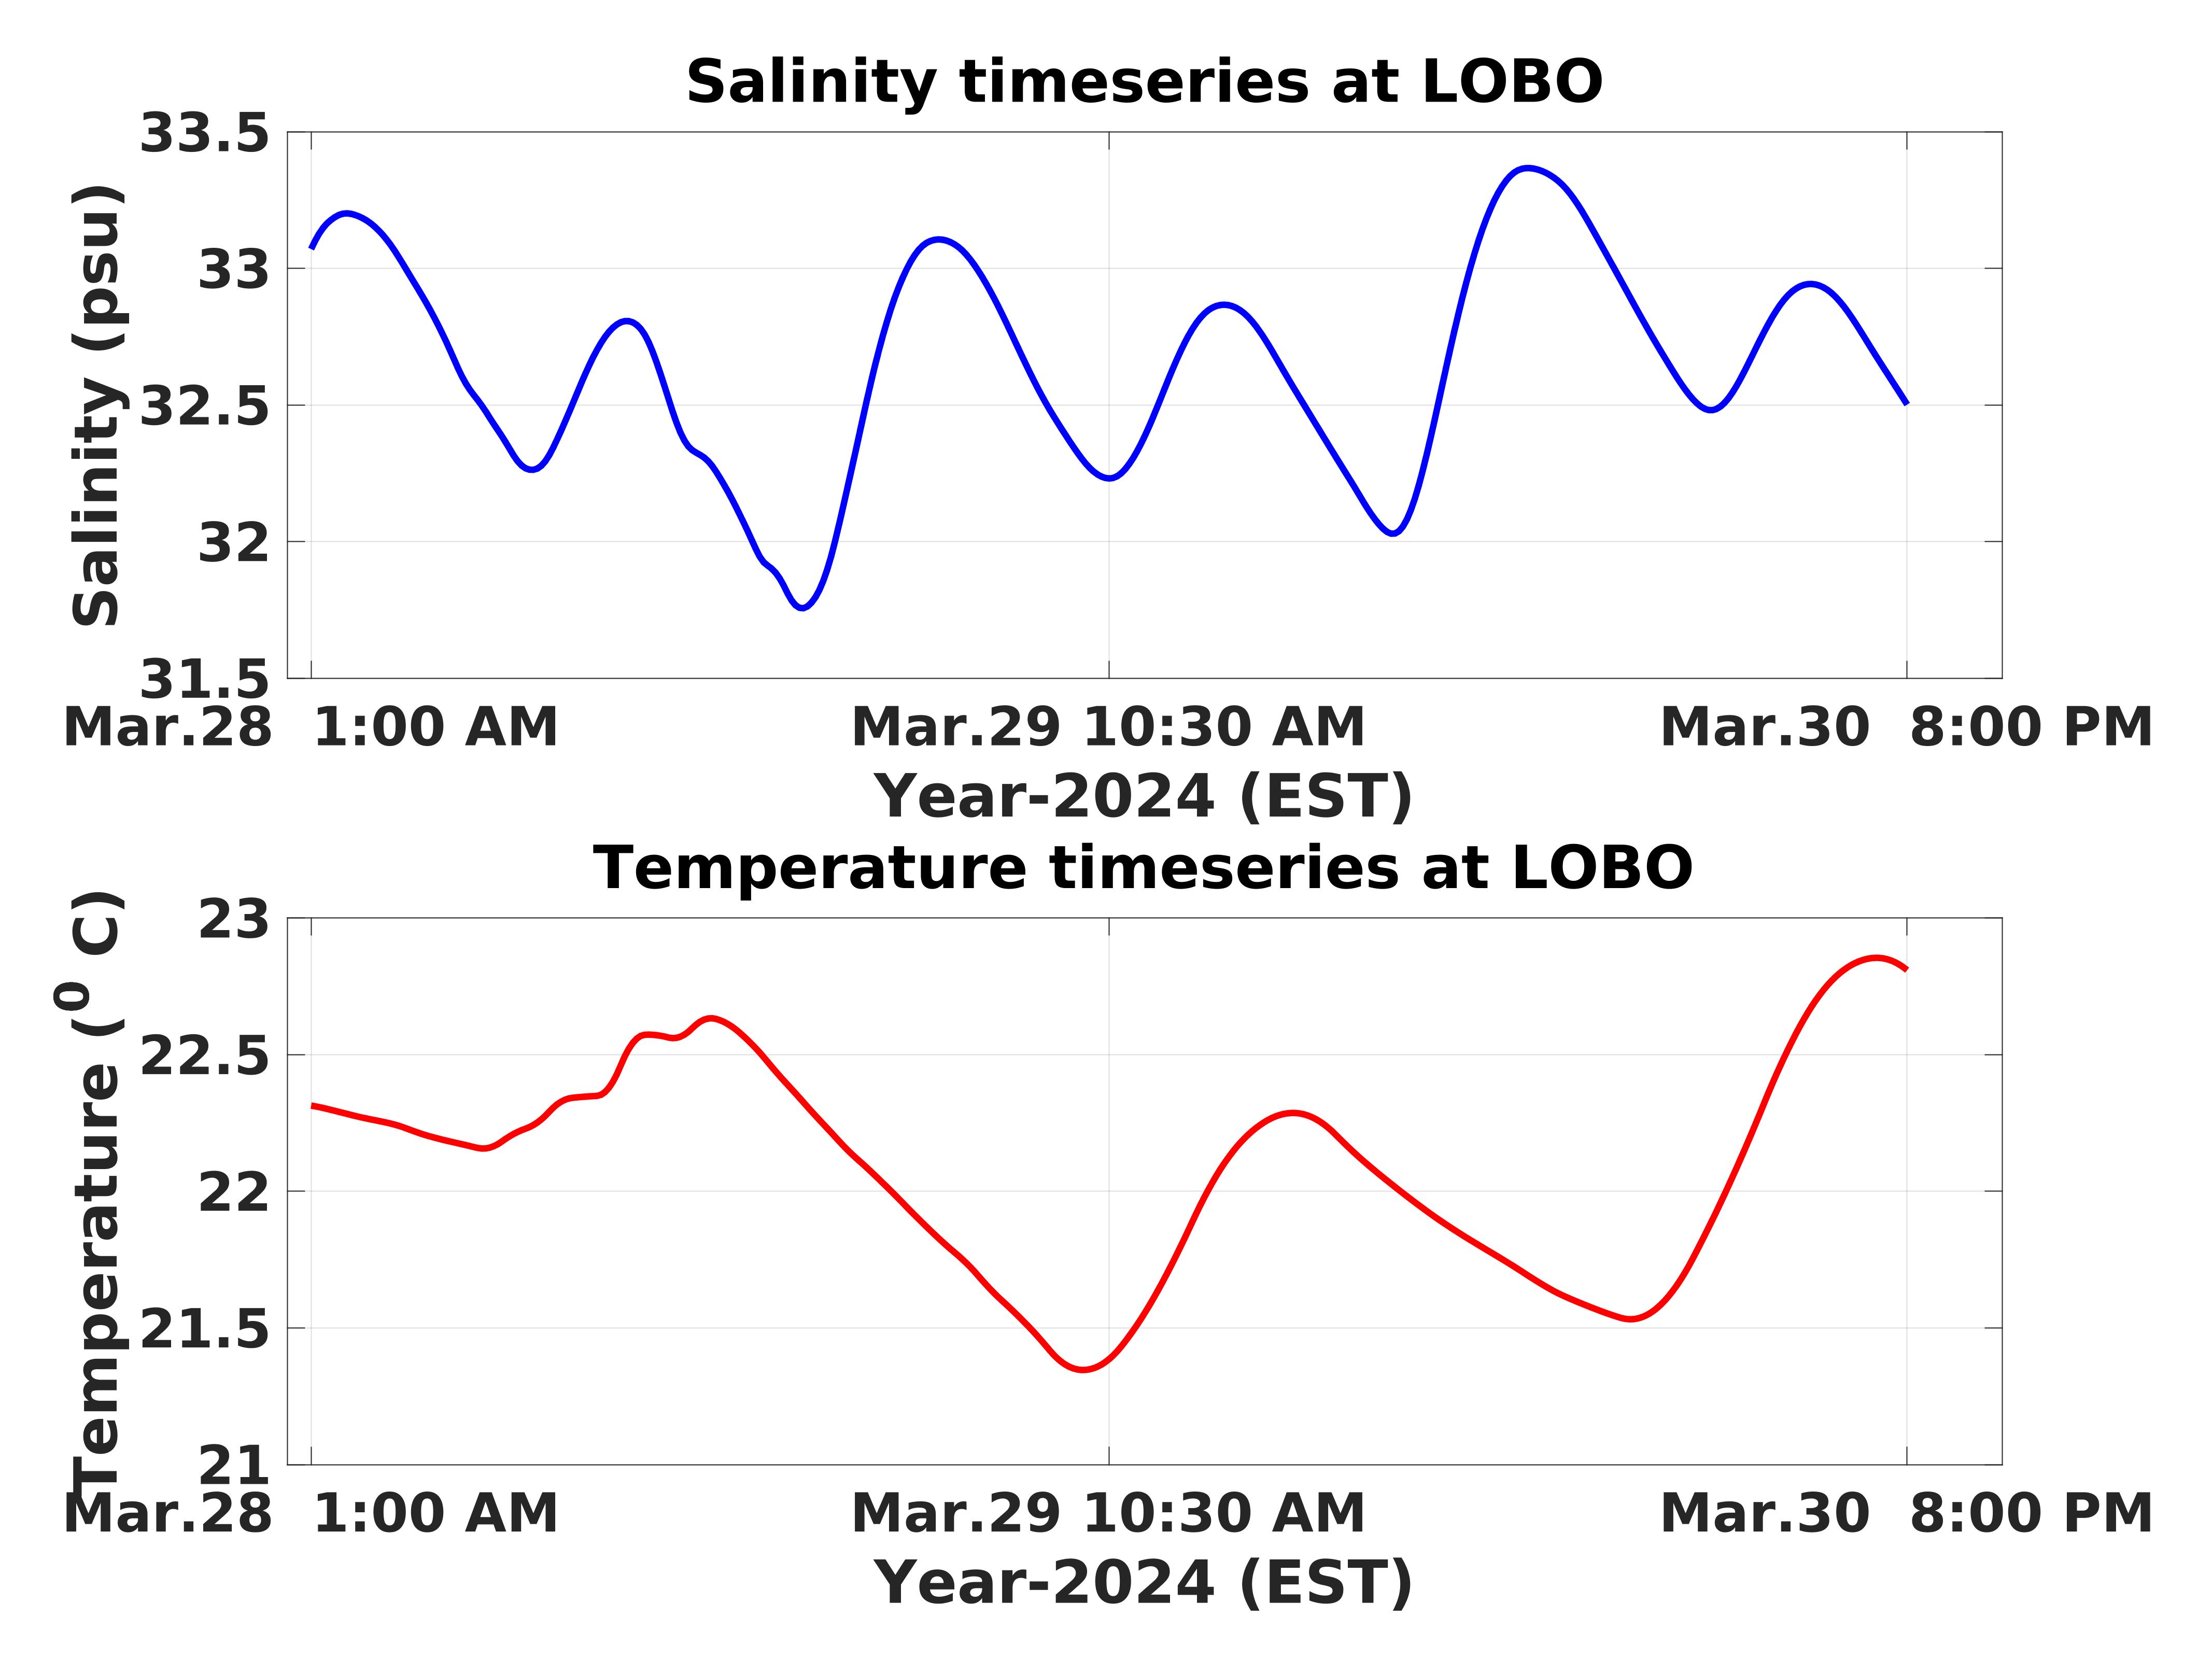 Salinity timeseries at LOBO
Salinity (psu)
33.5
33
32.5
32
31.5
Mar.28  1:00 AM Mar.29 10:30 AM Mar.30  8:00 PM
Year-2024 (EST)
Temperature timeseries at LOBO
Temperature (⁰ C)
23
22.5
22
21.5
21
Mar.28  1:00 AM Mar.29 10:30 AM Mar.30  8:00 PM
Year-2024 (EST)